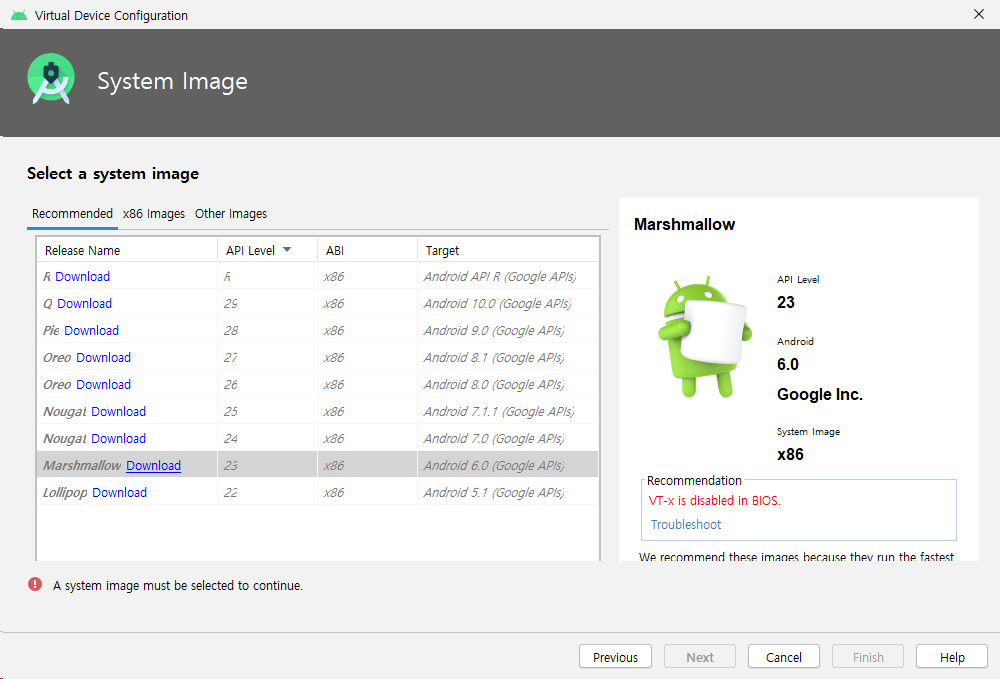 Virtual Device Configuration
System Image
Select a system image
Recommended x86 Images Other Images
Release Name API Level ABI Target
R Download R x86 Android API R (Google APIs)
Q Download 29 x86 Android 10.0 (Google APIs)
Pie Download 28 x86 Android 9.0 (Google APIs)
Oreo Download 27 x86 Android 8.1 (Google APIs)
Oreo Download 26 x86 Android 8.0 (Google APIs)
Nougat Download 25 x86 Android 7.1.1 (Google APIs)
Nougat Download 24 x86 Android 7.0 (Google APIs)
Marshmallow Download 23 x86 Android 6.0 (Google APIs)
Lollipop Download 22 x86 Android 5.1 (Google APIs)
Marshmallow
API Level
23
Android
6.0
Google Inc.
System Image
x86
Recommendation
VT-x is disabled in BIOS.
Troubleshoot
We recommend these images because they run the fastest
A system image must be selected to continue.
Previous Next Cancel Finish Help